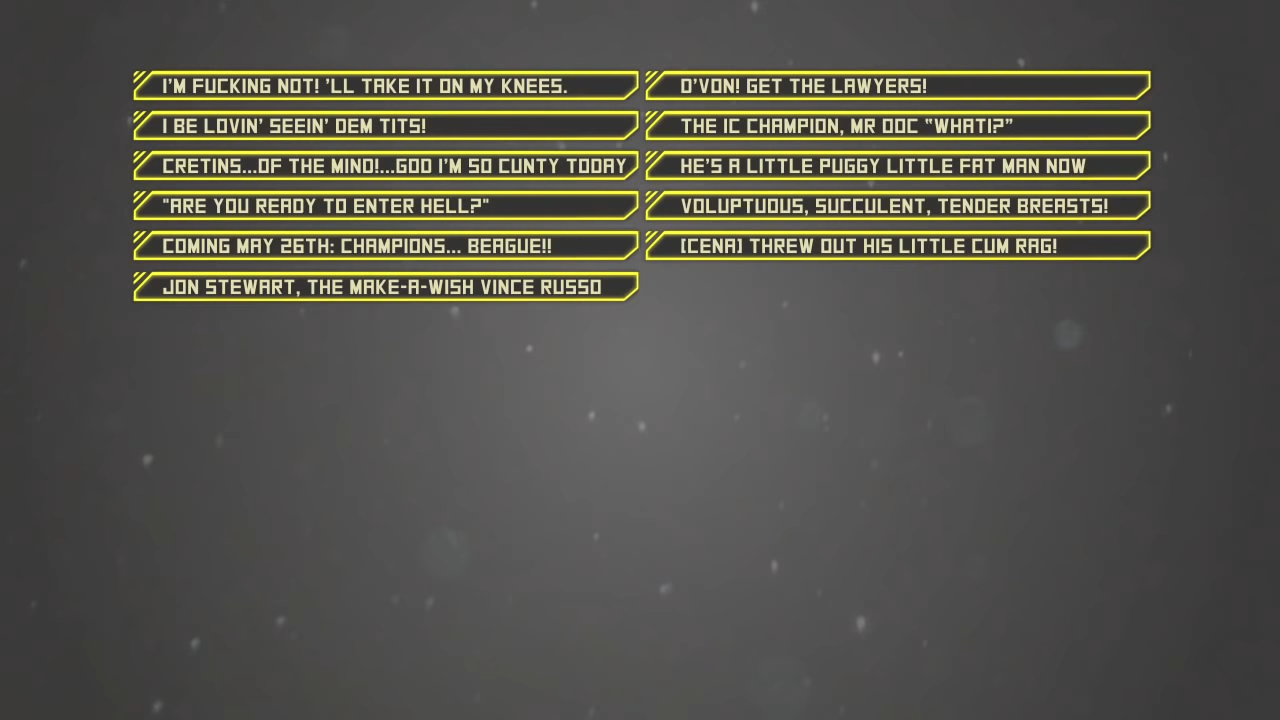 I'M FUCKING NOT! 'LL TAKE IT ON MY KNEES.
I BE LOVIN' SEEIN' DEM TITS!
CRETINS...OF THE MIND!...GOD I'M SO CUNTY TODAY
"ARE YOU READY TO ENTER HELL?"
COMING MAY 26TH: CHAMPIONS... BEAGUE!!
JON STEWART, THE MAKE-A-WISH VINCE RUSSO
D'VON! GET THE LAWYERS!
THE IC CHAMPION, MR DOC "WHAT!?"
HE'S A LITTLE PUGGY LITTLE FAT MAN NOW
VOLUPTUOUS, SUCCULENT, TENDER BREASTS!
[CENA] THREW OUT HIS LITTLE CUM RAG!